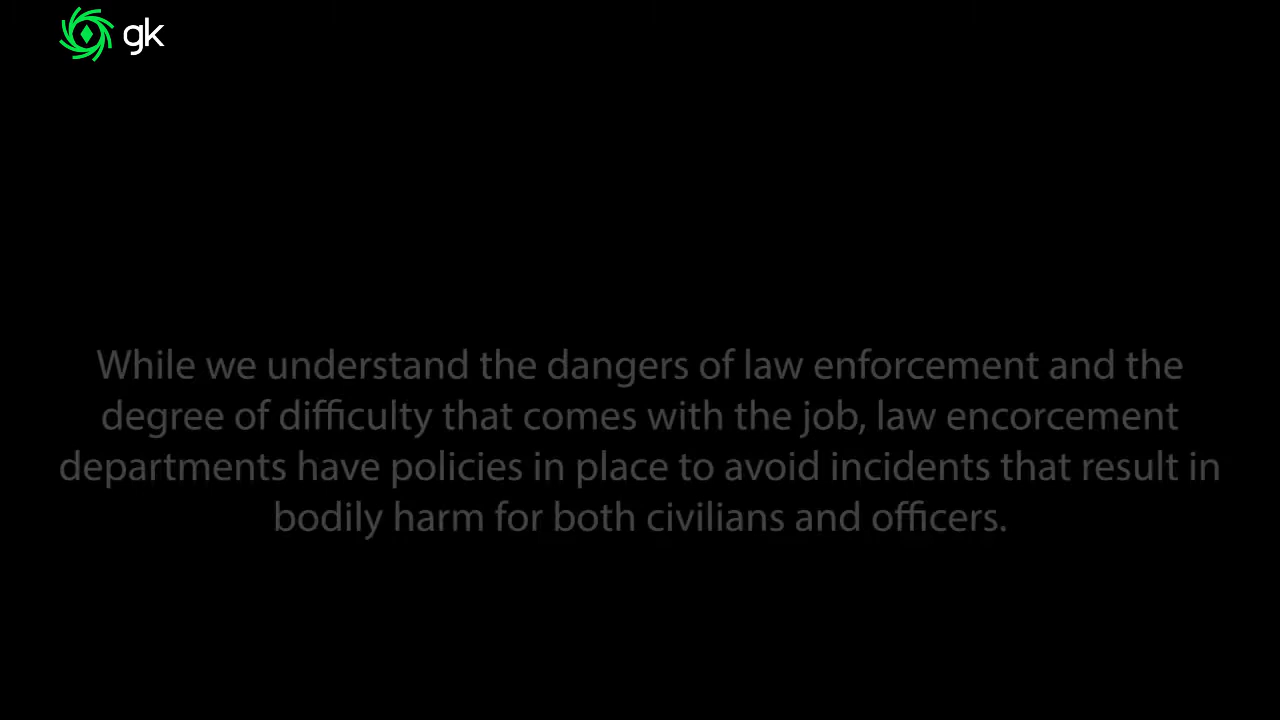 gk
While we understand the dangers of law enforcement and the
degree of difficulty that comes with the job, law encorcement
departments have policies in place to avoid incidents that result in
bodily harm for both civilians and officers.